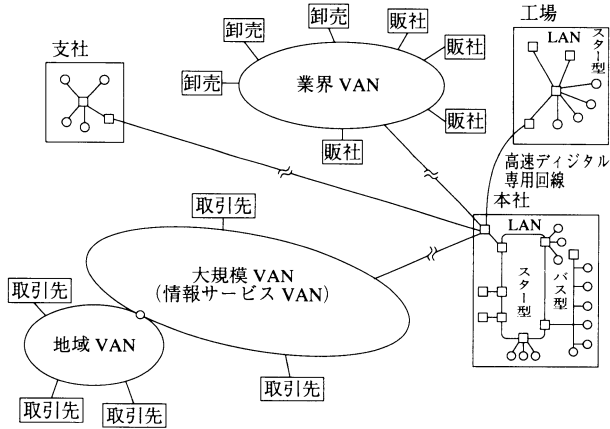 支社
卸売
卸売
卸売
販社
販社
販社
販社
業界 VAN
工場
LAN
スター型
高速ディジタル
専用回線
本社
LAN
スター型
バス型
取引先
大規模 VAN
(情報サービス VAN)
取引先
取引先
地域 VAN
取引先
取引先